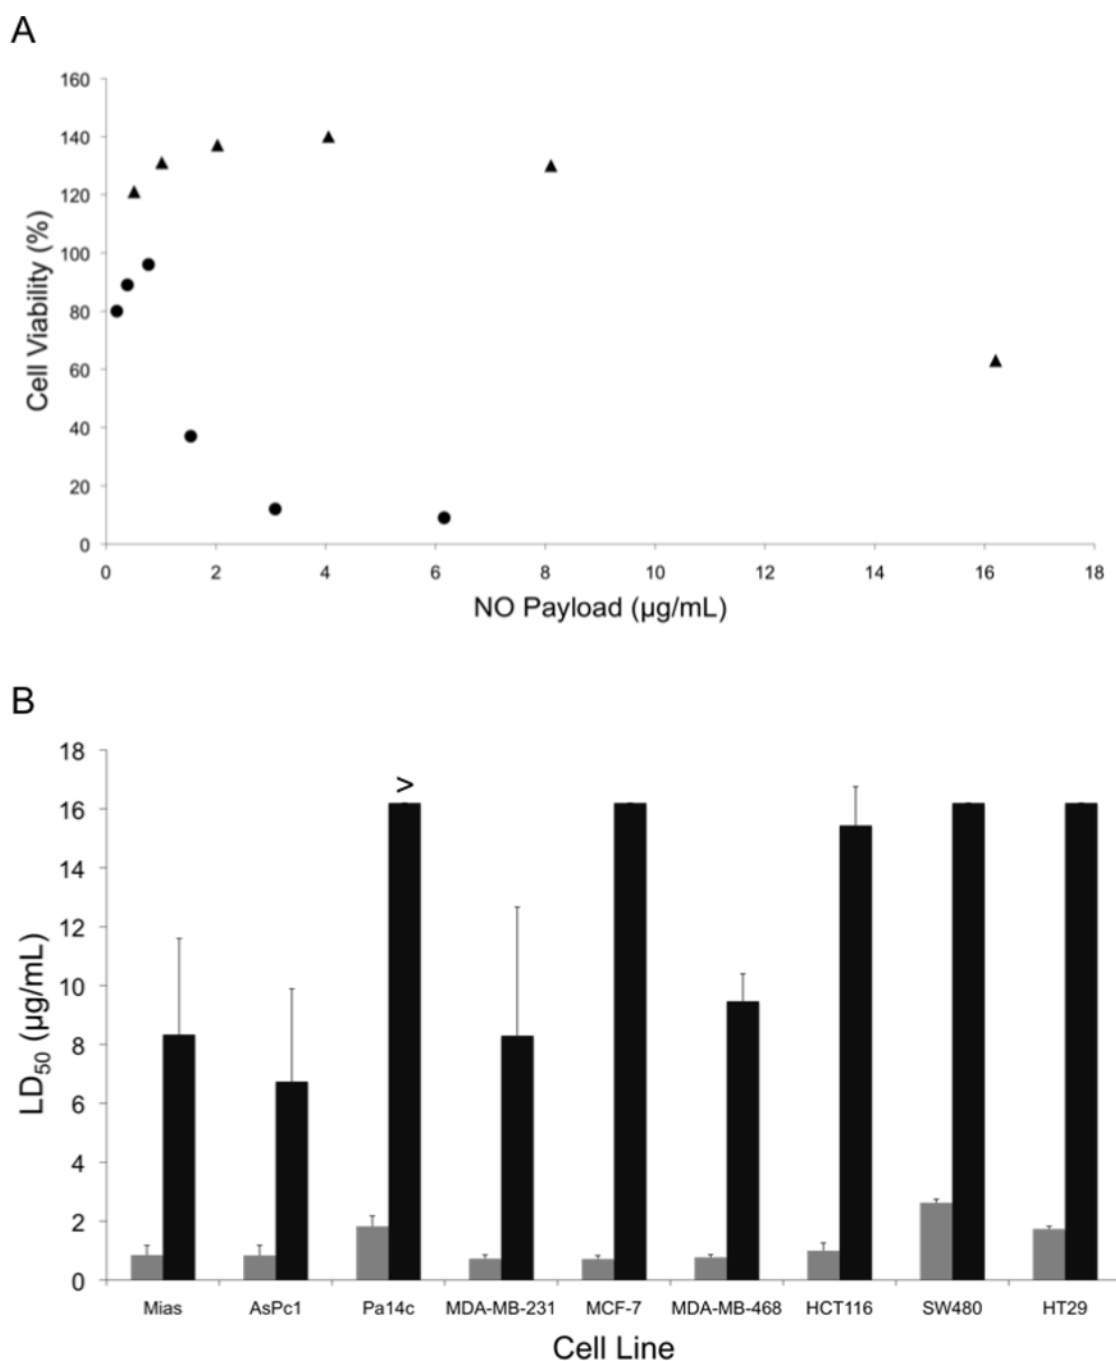 A
160
140
120
100
80
60
40
20
0
Cell Viability (%)
0 2 4 6 8 10 12 14 16 18
NO Payload (µg/mL)
B
18
16
14
12
10
8
6
4
2
0
LD50 (µg/mL)
>
Mias AsPc1 Pa14c MDA-MB-231 MCF-7 MDA-MB-468 HCT116 SW480 HT29
Cell Line